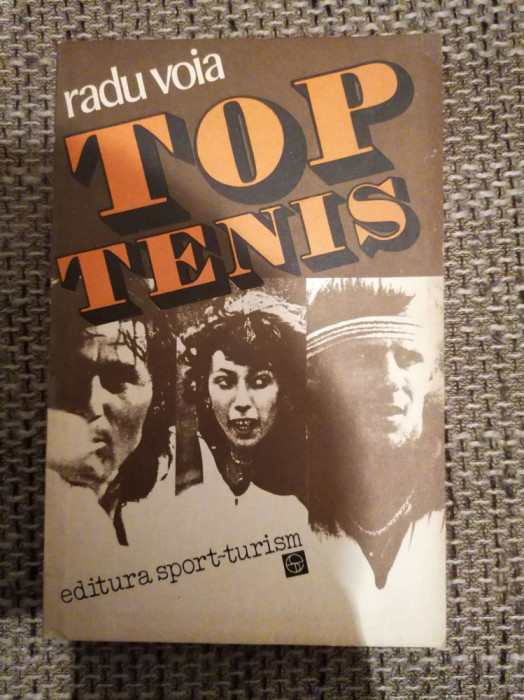 radu voia
TOP
TENIS
editura sport-turism